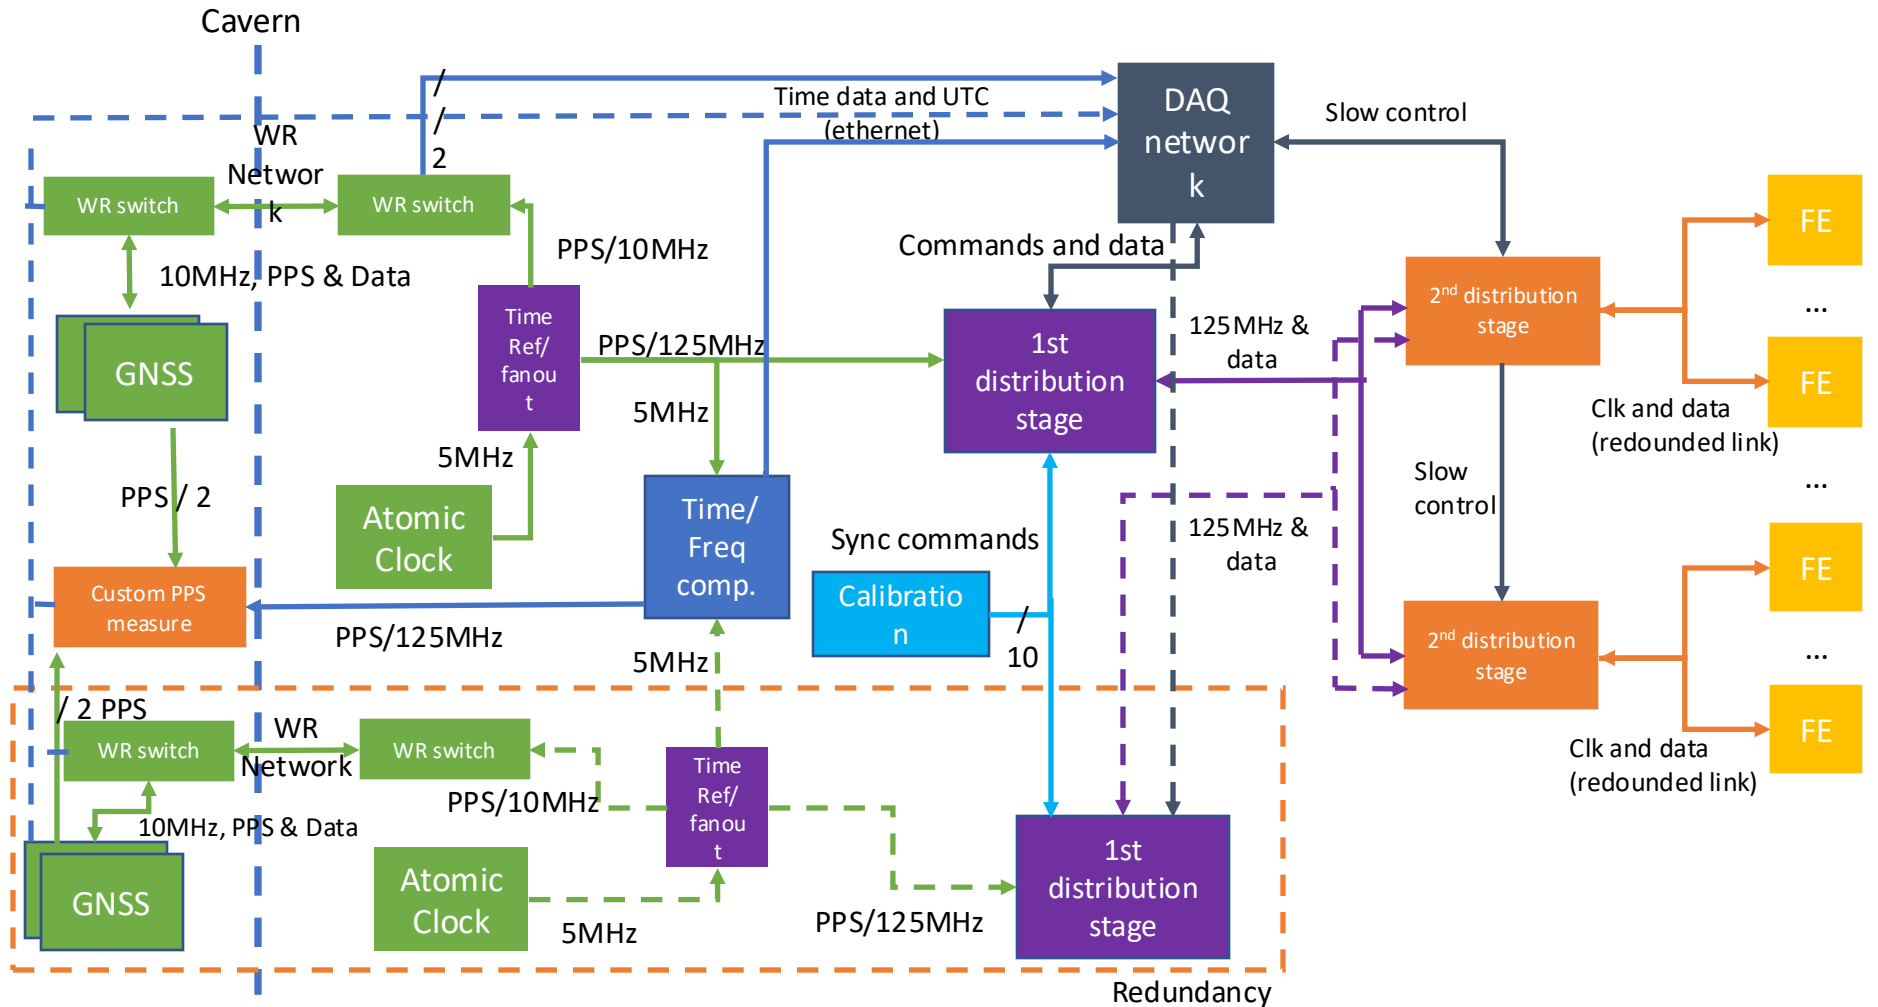 Cavern
Time data and UTC
(ethernet)
DAQ
networ
k
Slow control
WR
Networ
k
2
WR switch
WR switch
FE
PPS/10MHz
Commands and data
10MHz, PPS & Data
...
Time
Ref/
fanou
t
2nd distribution
stage
GNSS
PPS/125MHz
1st
distribution
stage
125MHz &
data
FE
5MHz
Clk and data
(redounded link)
5MHz
PPS / 2
Atomic
Clock
Time/
Freq
comp.
Slow
control
...
Sync commands
125MHz &
data
FE
Custom PPS
measure
Calibratio
n
PPS/125MHz
10
5MHz
2nd distribution
stage
...
/ 2 PPS
WR switch
WR
Network
WR switch
FE
Time
Ref/
fanou
t
Clk and data
(redounded link)
PPS/10MHz
10MHz, PPS & Data
GNSS
Atomic
Clock
5MHz
PPS/125MHz
1st
distribution
stage
Redundancy